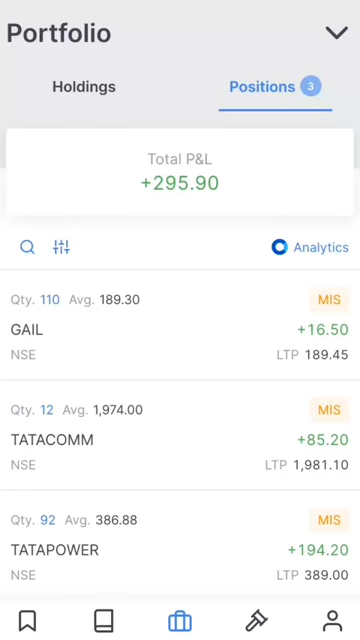 Portfolio
Holdings Positions 3
Total P&L
+295.90
Analytics
Qty. 110 Avg. 189.30 MIS
GAIL +16.50
NSE LTP 189.45
Qty. 12 Avg. 1,974.00 MIS
TATACOMM +85.20
NSE LTP 1,981.10
Qty. 92 Avg. 386.88 MIS
TATAPOWER +194.20
NSE LTP 389.00